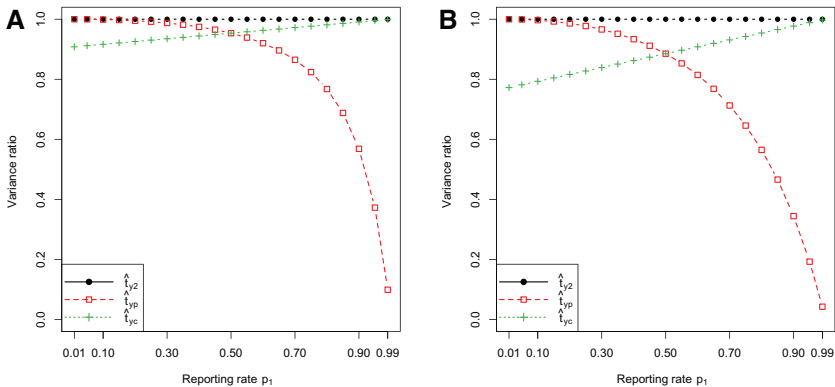 A
Variance ratio
1.0
0.8
0.6
0.4
0.2
0.0
t̂y2
t̂yp
t̂yc
0.01 0.10 0.30 0.50 0.70 0.90 0.99
Reporting rate p₁
B
Variance ratio
1.0
0.8
0.6
0.4
0.2
0.0
t̂y2
t̂yp
t̂yc
0.01 0.10 0.30 0.50 0.70 0.90 0.99
Reporting rate p₁